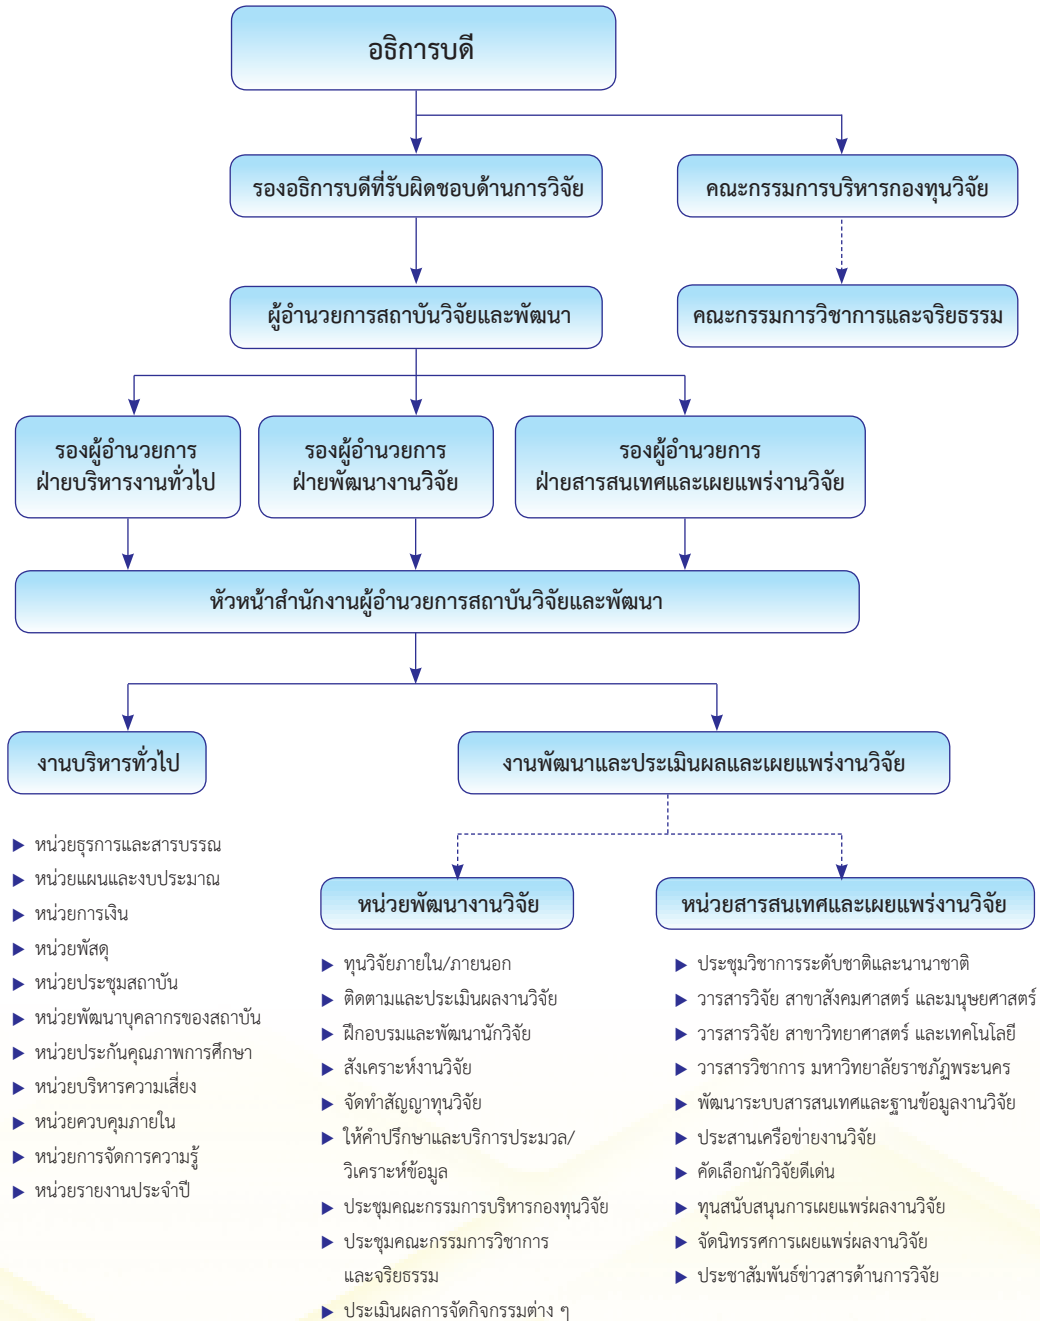 อธิการบดี
รองอธิการบดีที่รับผิดชอบด้านการวิจัย
คณะกรรมการบริหารกองทุนวิจัย
ผู้อำนวยการสถาบันวิจัยและพัฒนา
คณะกรรมการวิชาการและจริยธรรม
รองผู้อำนวยการ
ฝ่ายบริหารงานทั่วไป
รองผู้อำนวยการ
ฝ่ายพัฒนางานวิจัย
รองผู้อำนวยการ
ฝ่ายสารสนเทศและเผยแพร่งานวิจัย
หัวหน้าสำนักงานผู้อำนวยการสถาบันวิจัยและพัฒนา
งานบริหารทั่วไป
งานพัฒนาและประเมินผลและเผยแพร่งานวิจัย
หน่วยธุรการและสารบรรณ
หน่วยแผนและงบประมาณ
หน่วยการเงิน
หน่วยพัสดุ
หน่วยประชุมสถาบัน
หน่วยพัฒนาบุคลากรของสถาบัน
หน่วยประกันคุณภาพการศึกษา
หน่วยบริหารความเสี่ยง
หน่วยควบคุมภายใน
หน่วยการจัดการความรู้
หน่วยรายงานประจำปี
หน่วยพัฒนางานวิจัย
ทุนวิจัยภายใน/ภายนอก
ติดตามและประเมินผลงานวิจัย
ฝึกอบรมและพัฒนานักวิจัย
สังเคราะห์งานวิจัย
จัดทำสัญญาทุนวิจัย
ให้คำปรึกษาและบริการประมวล/
วิเคราะห์ข้อมูล
ประชุมคณะกรรมการบริหารกองทุนวิจัย
ประชุมคณะกรรมการวิชาการ
และจริยธรรม
ประเมินผลการจัดกิจกรรมต่าง ๆ
หน่วยสารสนเทศและเผยแพร่งานวิจัย
ประชุมวิชาการระดับชาติและนานาชาติ
วารสารวิจัย สาขาสังคมศาสตร์ และมนุษยศาสตร์
วารสารวิจัย สาขาวิทยาศาสตร์ และเทคโนโลยี
วารสารวิชาการ มหาวิทยาลัยราชภัฏพระนคร
พัฒนาระบบสารสนเทศและฐานข้อมูลงานวิจัย
ประสานเครือข่ายงานวิจัย
คัดเลือกนักวิจัยดีเด่น
ทุนสนับสนุนการเผยแพร่ผลงานวิจัย
จัดนิทรรศการเผยแพร่ผลงานวิจัย
ประชาสัมพันธ์ข่าวสารด้านการวิจัย